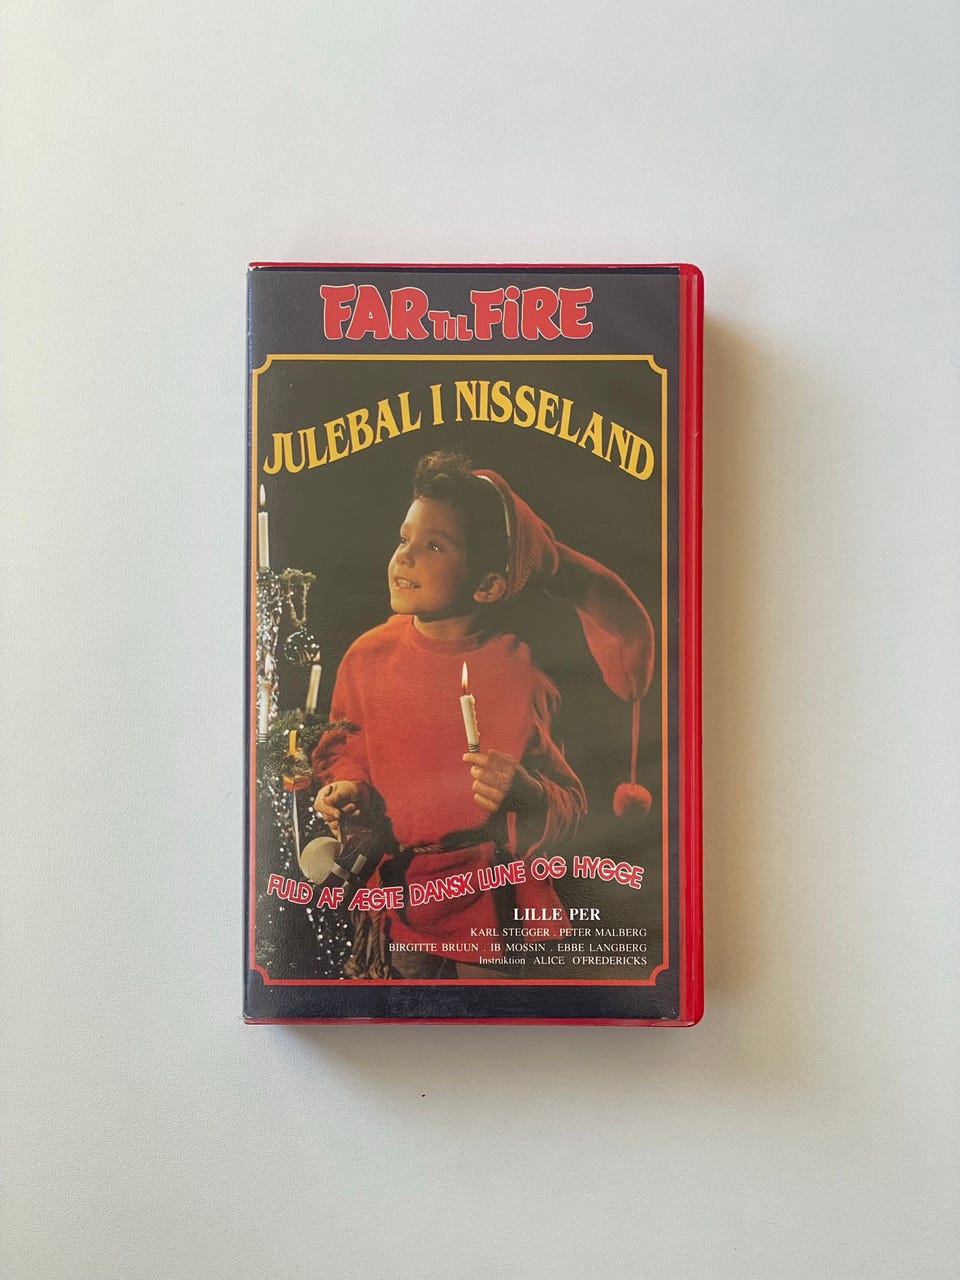 FAR TIL FiRE
JULEBAL I NISSELAND
FULD AF ÆGTE DANSK LUNE OG HYGGE
LILLE PER
KARL STEGGER . PETER MALBERG
BIRGITTE BRUUN . IB MOSSIN . EBBE LANGBERG
Instruktion ALICE O'FREDERICKS